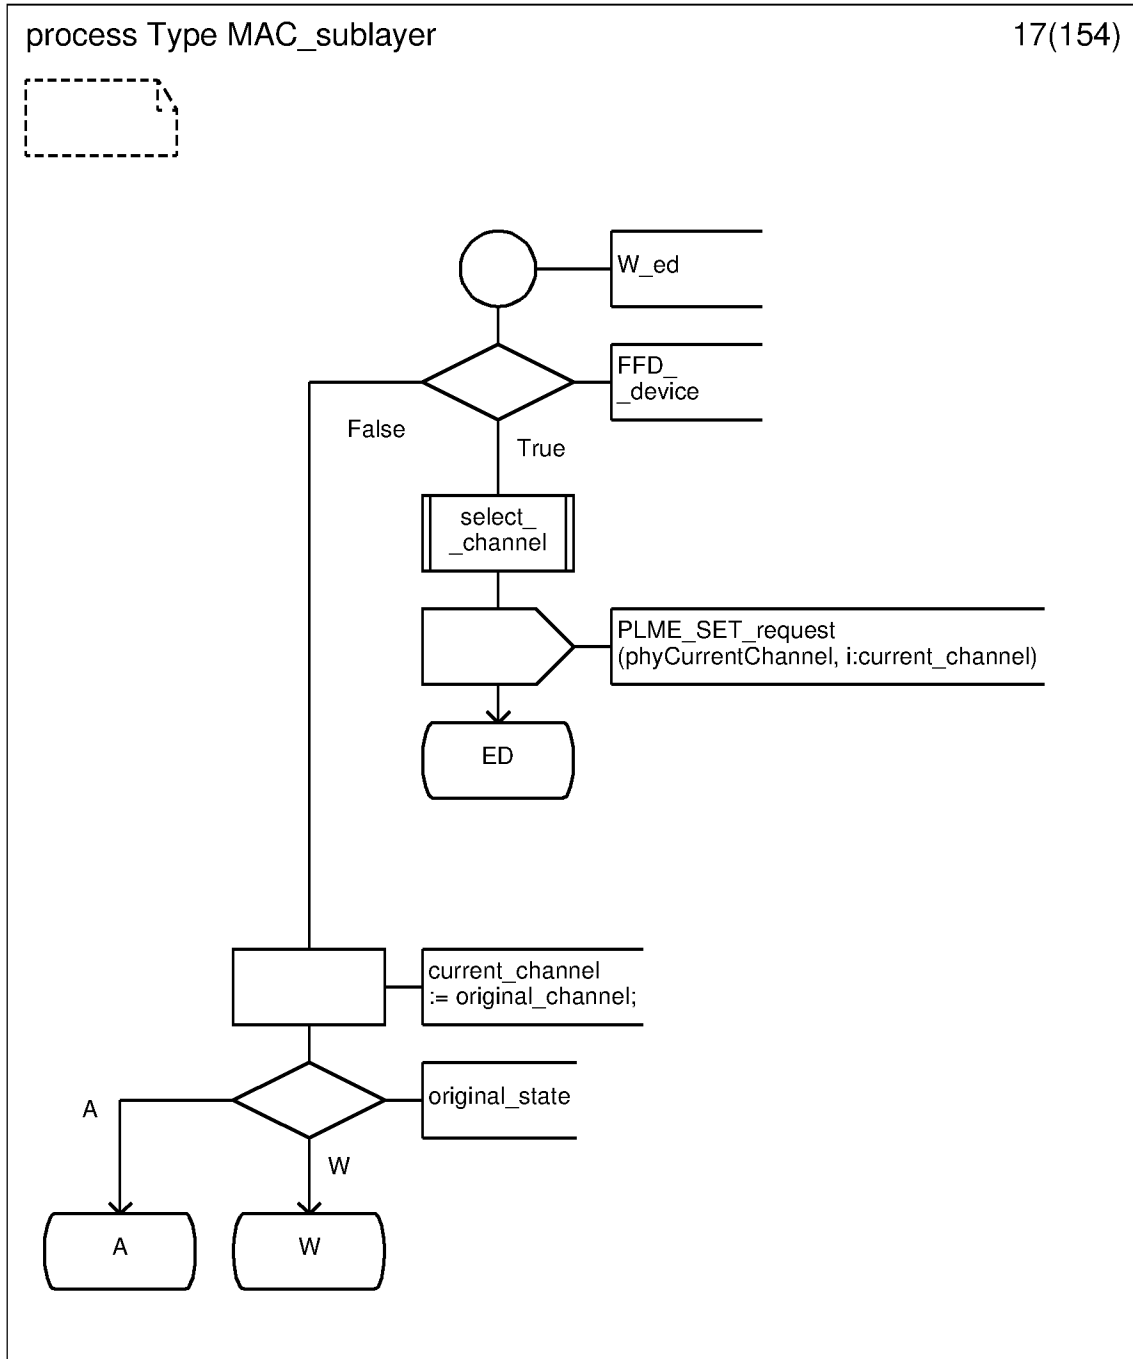 process Type MAC_sublayer
17(154)
W_ed
FFD_
_device
False
True
select_
_channel
PLME_SET_request
(phyCurrentChannel, i:current_channel)
ED
current_channel
:= original_channel;
original_state
A
W
A
W